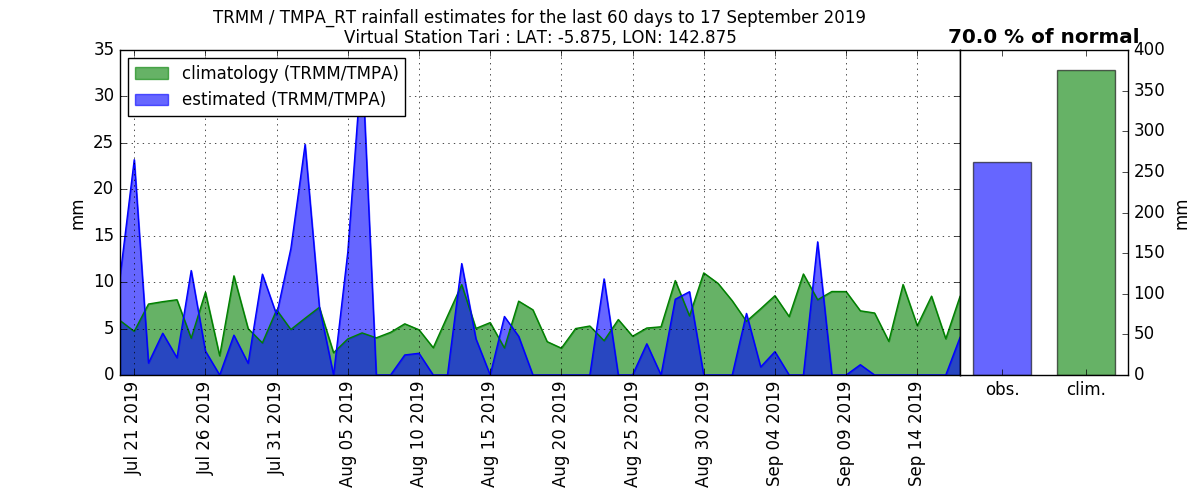 TRMM / TMPA_RT rainfall estimates for the last 60 days to 17 September 2019
Virtual Station Tari : LAT: -5.875, LON: 142.875
70.0 % of normal
climatology (TRMM/TMPA)
estimated (TRMM/TMPA)
mm
35
30
25
20
15
10
5
0
Jul 21 2019
Jul 26 2019
Jul 31 2019
Aug 05 2019
Aug 10 2019
Aug 15 2019
Aug 20 2019
Aug 25 2019
Aug 30 2019
Sep 04 2019
Sep 09 2019
Sep 14 2019
obs.
clim.
400
350
300
250
200
150
100
50
0
mm